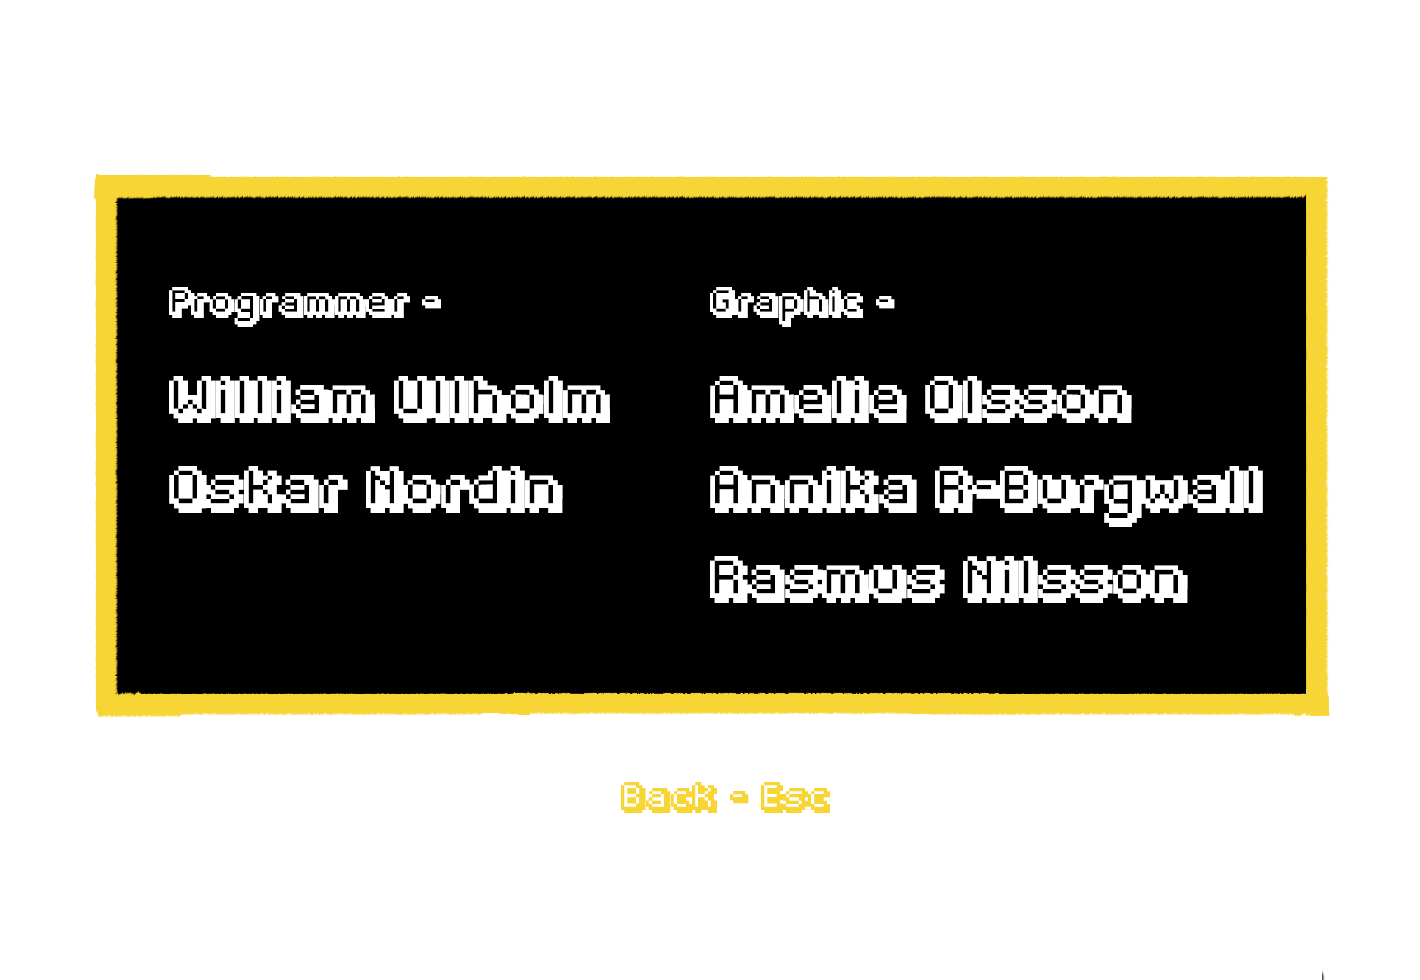 Programmer -
William Ullholm
Oskar Nordin
Graphic -
Amelie Olsson
Annika R-Burgwall
Rasmus Nilsson
Back - Esc